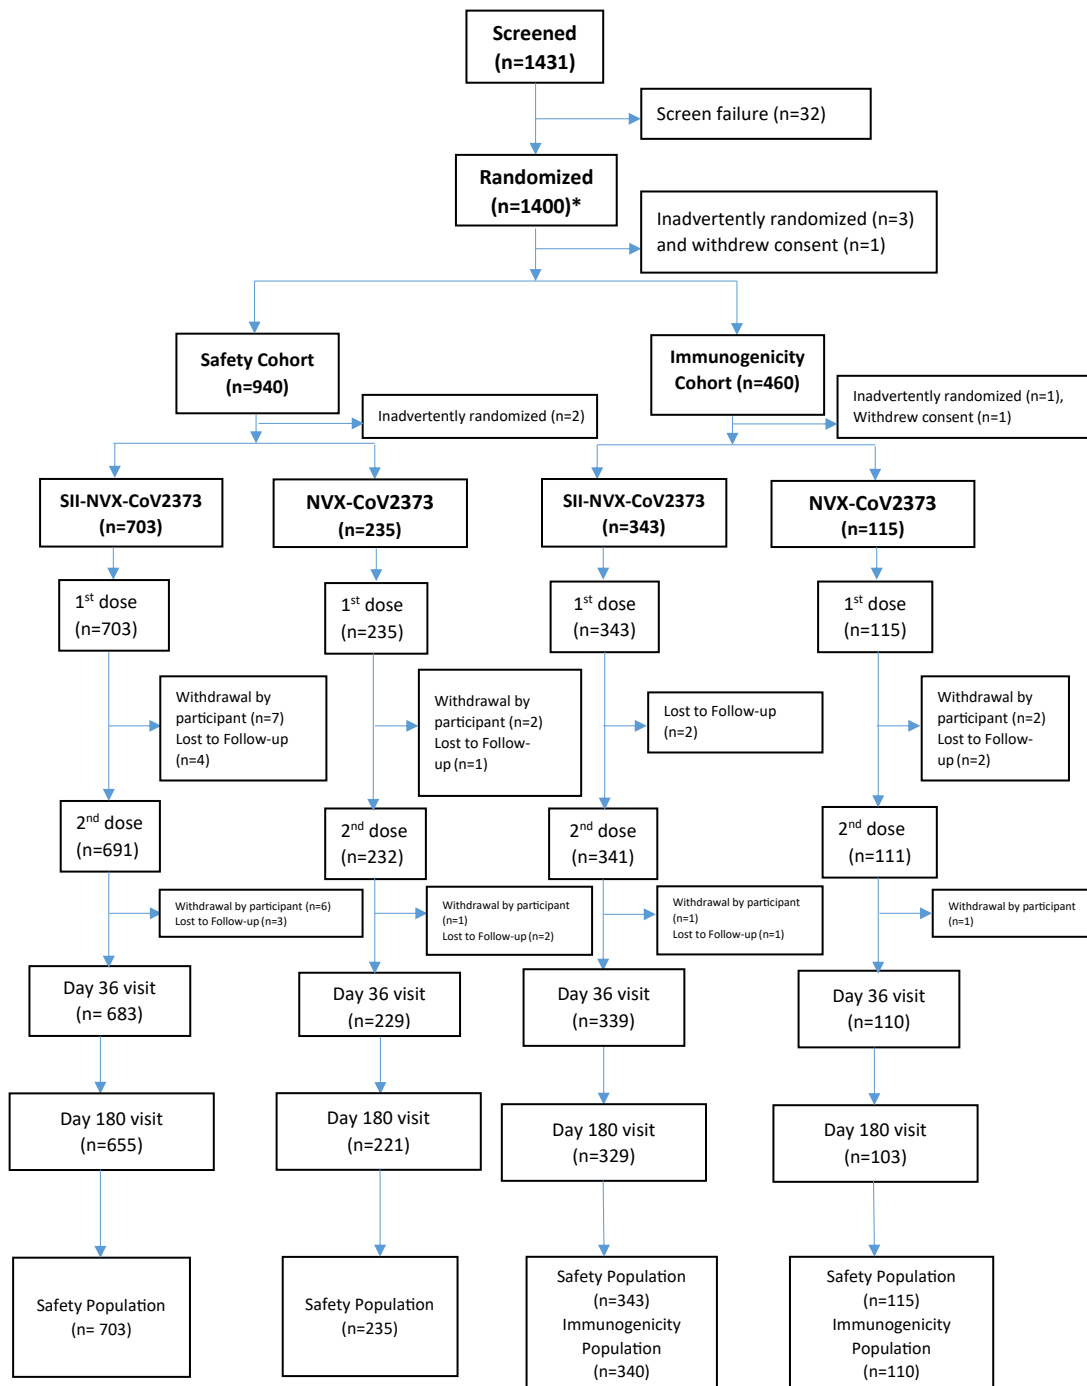 Screened
(n=1431)
Screen failure (n=32)
Randomized
(n=1400)*
Inadvertently randomized (n=3)
and withdrew consent (n=1)
Safety Cohort
(n=940)
Immunogenicity
Cohort (n=460)
Inadvertently randomized (n=2)
Inadvertently randomized (n=1),
Withdrew consent (n=1)
SII-NVX-CoV2373
(n=703)
NVX-CoV2373
(n=235)
SII-NVX-CoV2373
(n=343)
NVX-CoV2373
(n=115)
1st dose
(n=703)
1st dose
(n=235)
1st dose
(n=343)
1st dose
(n=115)
Withdrawal by
participant (n=7)
Lost to Follow-up
(n=4)
Withdrawal by
participant (n=2)
Lost to Follow-
up (n=1)
Lost to Follow-up
(n=2)
Withdrawal by
participant (n=2)
Lost to Follow-
up (n=2)
2nd dose
(n=691)
2nd dose
(n=232)
2nd dose
(n=341)
2nd dose
(n=111)
Withdrawal by participant (n=6)
Lost to Follow-up (n=3)
Withdrawal by participant
(n=1)
Lost to Follow-up (n=2)
Withdrawal by participant
(n=1)
Lost to Follow-up (n=1)
Withdrawal by participant
(n=1)
Day 36 visit
(n= 683)
Day 36 visit
(n=229)
Day 36 visit
(n=339)
Day 36 visit
(n=110)
Day 180 visit
(n=655)
Day 180 visit
(n=221)
Day 180 visit
(n=329)
Day 180 visit
(n=103)
Safety Population
(n= 703)
Safety Population
(n=235)
Safety Population
(n=343)
Immunogenicity
Population
(n=340)
Safety Population
(n=115)
Immunogenicity
Population
(n=110)